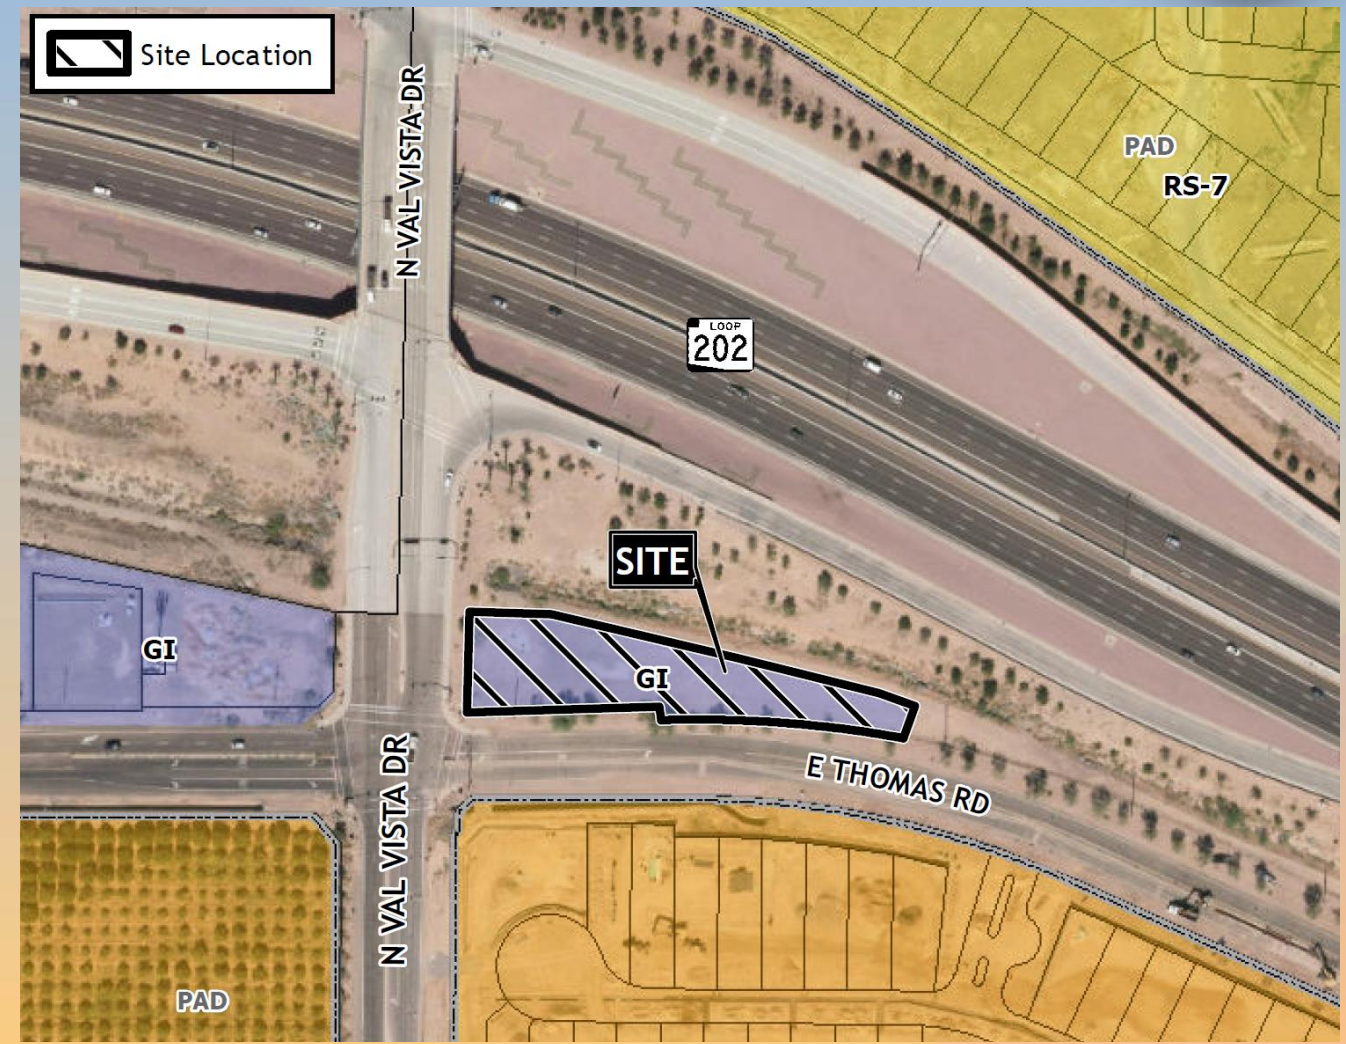 Site Location
N VAL VISTA DR
PAD
RS-7
LOOP
202
SITE
GI
GI
E THOMAS RD
N VAL VISTA DR
PAD